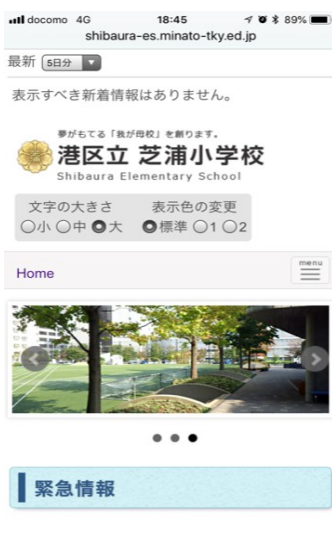 docomo 4G 18:45 89%
shibaura-es.minato-tky.ed.jp
最新 5日分
表示すべき新着情報はありません。
夢がもてる「我が母校」を創ります。
港区立 芝浦小学校
Shibaura Elementary School
文字の大きさ 表示色の変更
小 中 大 標準 1 2
Home
menu
緊急情報